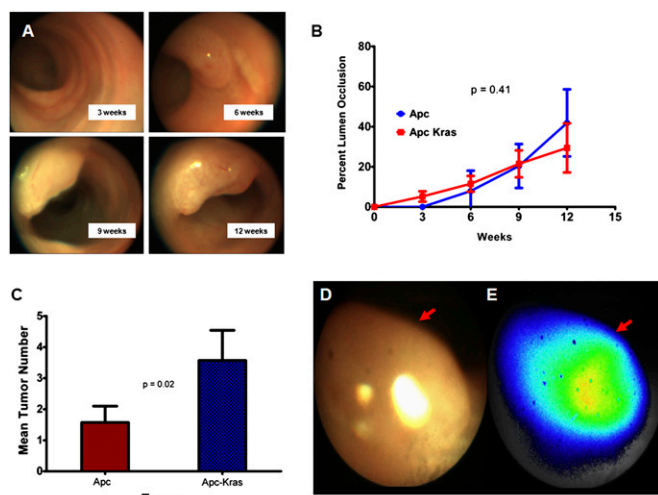 A
3 weeks
6 weeks
9 weeks
12 weeks
B
80
60
40
20
0
Percent Lumen Occlusion
p = 0.41
Apc
Apc Kras
0
3
6
9
12
15
Weeks
C
5
4
3
2
1
0
Mean Tumor Number
p = 0.02
Apc
Apc-Kras
D
E